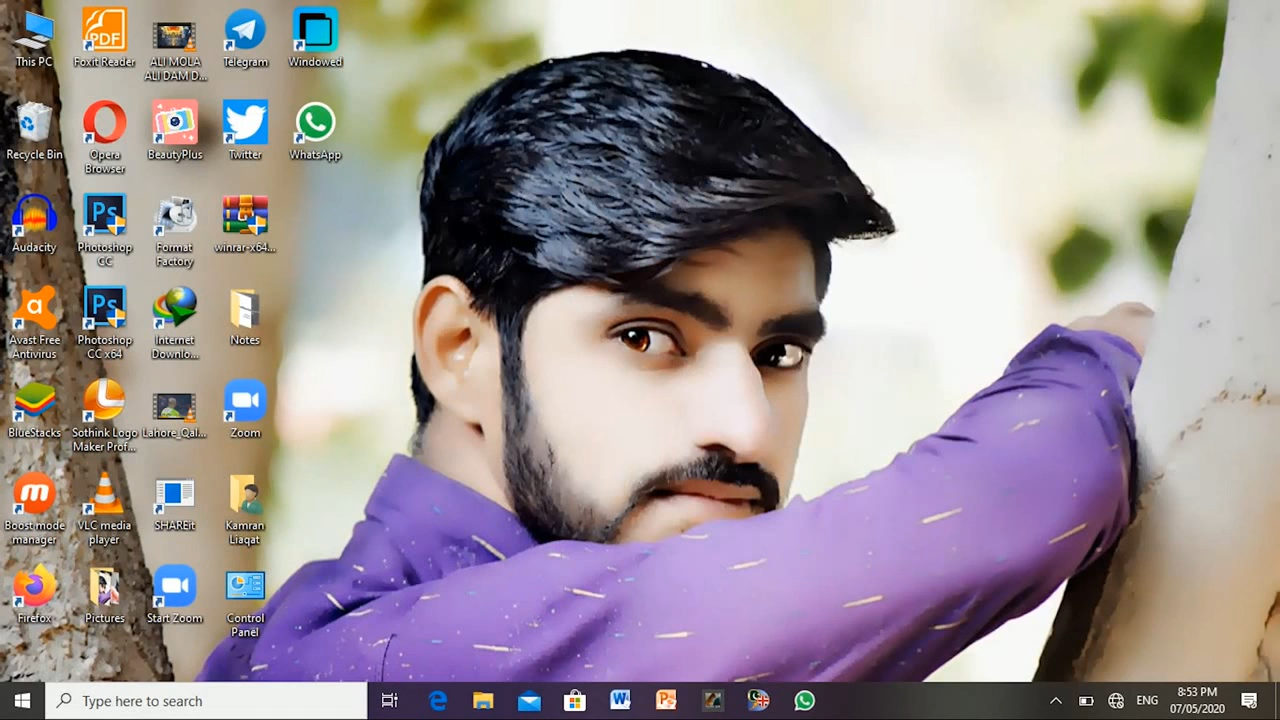 This PC
Foxit Reader
ALI MOLA
ALI DAM D...
Telegram
Windowed
Recycle Bin
Opera
Browser
BeautyPlus
Twitter
WhatsApp
Audacity
Photoshop
CC
Format
Factory
winrar-x64...
Avast Free
Antivirus
Photoshop
CC x64
Internet
Downlo...
Notes
BlueStacks
Sothink Logo
Maker Prof...
Lahore_Qal...
Zoom
Boost mode
manager
VLC media
player
SHAREit
Kamran
Liaqat
Firefox
Pictures
Start Zoom
Control
Panel
PDF
Ps
Ps
Type here to search
ENG
8:53 PM
07/05/2020